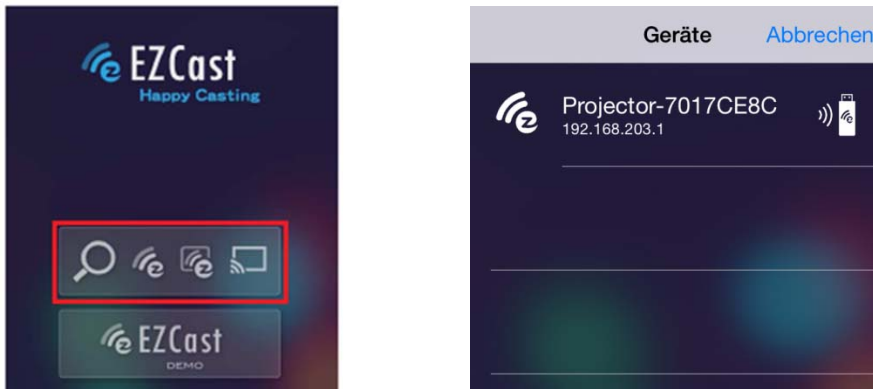 EZCast
Happy Casting
EZCast
DEMO
Geräte
Abbrechen
Projector-7017CE8C
192.168.203.1